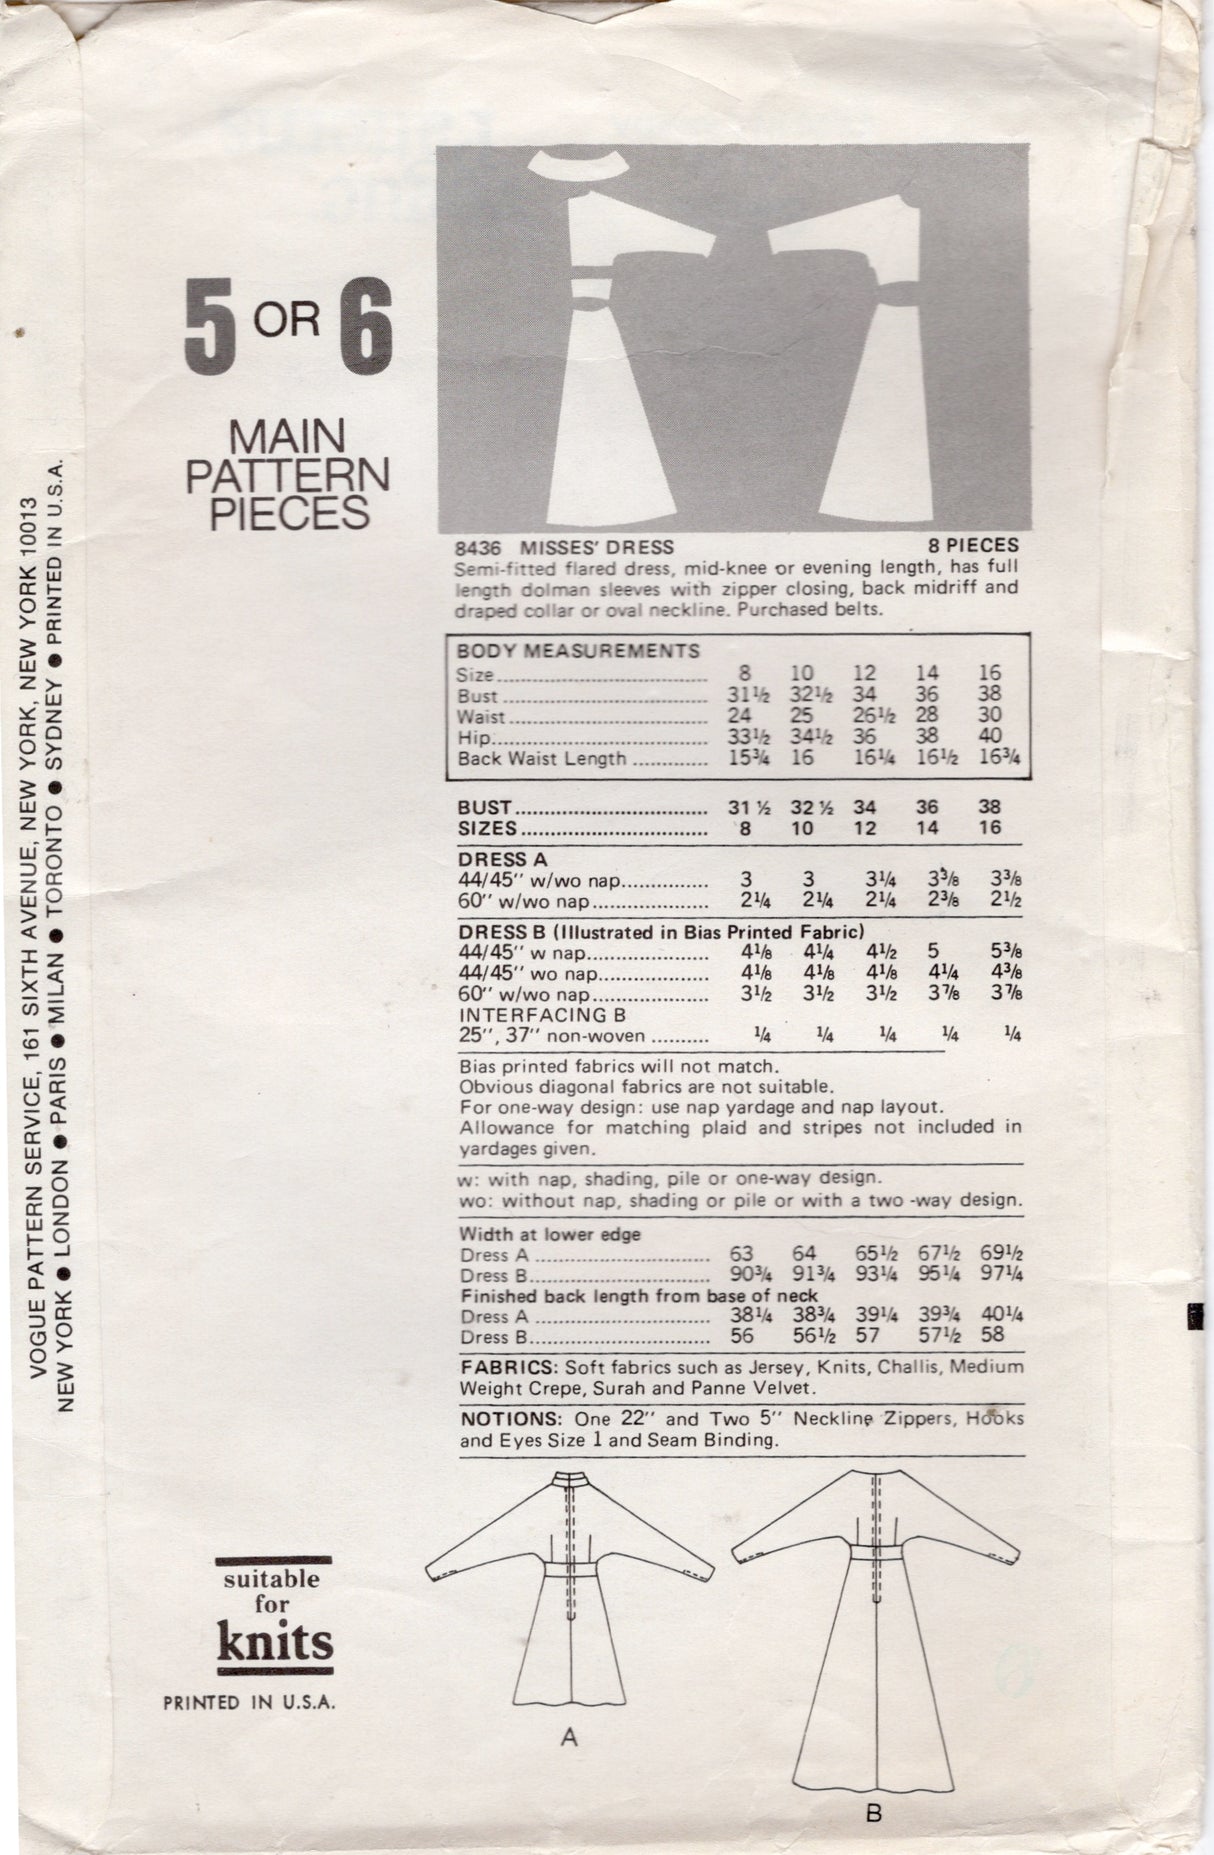 5 OR 6
MAIN
PATTERN
PIECES
8436 MISSES' DRESS 8 PIECES
Semi-fitted flared dress, mid-knee or evening length, has full
length dolman sleeves with zipper closing, back midriff and
draped collar or oval neckline. Purchased belts.
BODY MEASUREMENTS
Size.................................. 8 10 12 14 16
Bust.................................. 31½ 32½ 34 36 38
Waist................................. 24 25 26½ 28 30
Hip................................... 33½ 34½ 36 38 40
Back Waist Length ............ 15¾ 16 16¼ 16½ 16¾
BUST............................... 31 ½ 32 ½ 34 36 38
SIZES.............................. 8 10 12 14 16
DRESS A
44/45'' w/wo nap............... 3 3 3¼ 3⅜ 3⅜
60'' w/wo nap..................... 2¼ 2¼ 2¼ 2⅜ 2½
DRESS B (Illustrated in Bias Printed Fabric)
44/45'' w nap...................... 4⅛ 4¼ 4½ 5 5⅜
44/45'' wo nap.................... 4⅛ 4⅛ 4⅛ 4¼ 4⅜
60'' w/wo nap..................... 3½ 3½ 3½ 3⅞ 3⅞
INTERFACING B
25'', 37'' non-woven .......... ¼ ¼ ¼ ¼ ¼
Bias printed fabrics will not match.
Obvious diagonal fabrics are not suitable.
For one-way design: use nap yardage and nap layout.
Allowance for matching plaid and stripes not included in
yardages given.
w: with nap, shading, pile or one-way design.
wo: without nap, shading or pile or with a two -way design.
Width at lower edge
Dress A ............................... 63 64 65½ 67½ 69½
Dress B................................ 90¾ 91¾ 93¼ 95¼ 97¼
Finished back length from base of neck
Dress A ............................... 38¼ 38¾ 39¼ 39¾ 40¼
Dress B................................ 56 56½ 57 57½ 58
FABRICS: Soft fabrics such as Jersey, Knits, Challis, Medium
Weight Crepe, Surah and Panne Velvet.
NOTIONS: One 22'' and Two 5'' Neckline Zippers, Hooks
and Eyes Size 1 and Seam Binding.
A
B
suitable
for
knits
PRINTED IN U.S.A.
VOGUE PATTERN SERVICE, 161 SIXTH AVENUE, NEW YORK, NEW YORK 10013
NEW YORK ● LONDON ● PARIS ● MILAN ● TORONTO ● SYDNEY ● PRINTED IN U.S.A.